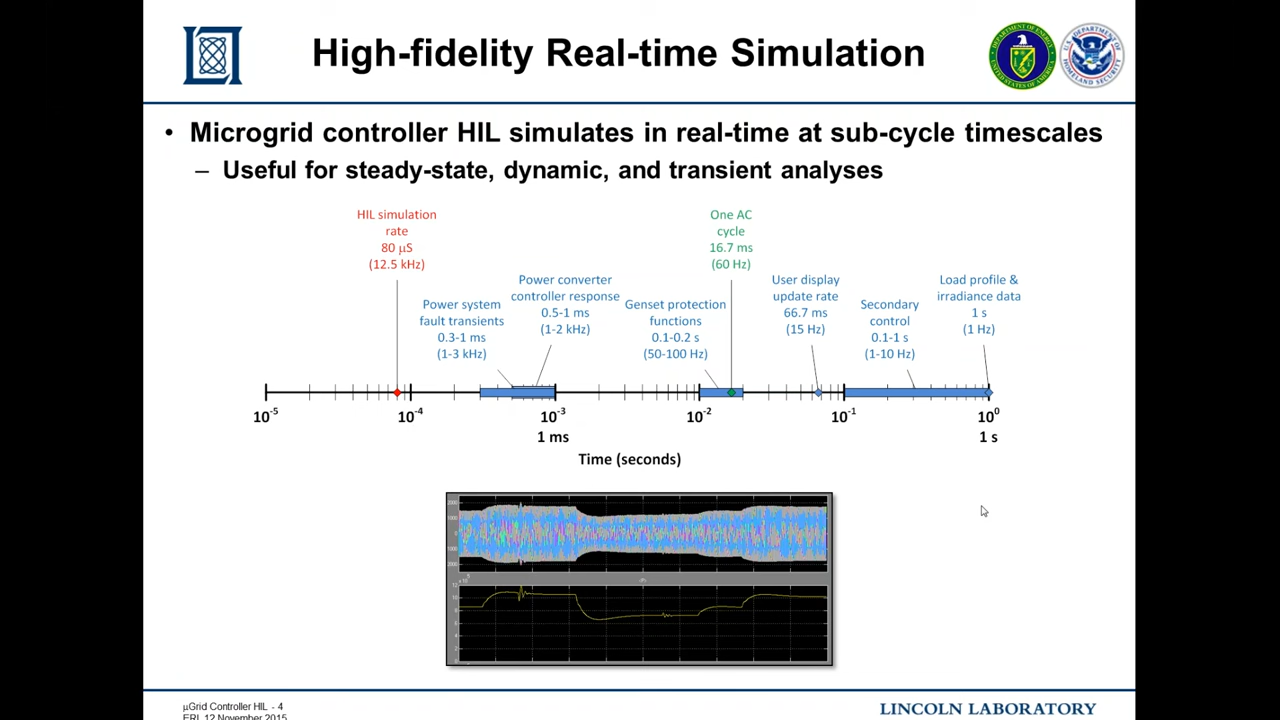 High-fidelity Real-time Simulation
• Microgrid controller HIL simulates in real-time at sub-cycle timescales
– Useful for steady-state, dynamic, and transient analyses
HIL simulation
rate
80 µS
(12.5 kHz)
Power system
fault transients
0.3-1 ms
(1-3 kHz)
Power converter
controller response
0.5-1 ms
(1-2 kHz)
Genset protection
functions
0.1-0.2 s
(50-100 Hz)
One AC
cycle
16.7 ms
(60 Hz)
User display
update rate
66.7 ms
(15 Hz)
Secondary
control
0.1-1 s
(1-10 Hz)
Load profile &
irradiance data
1 s
(1 Hz)
10⁻⁵ 10⁻⁴ 10⁻³ 10⁻² 10⁻¹ 10⁰
1 ms 1 s
Time (seconds)
µGrid Controller HIL - 4
ERL 12 November 2015
LINCOLN LABORATORY